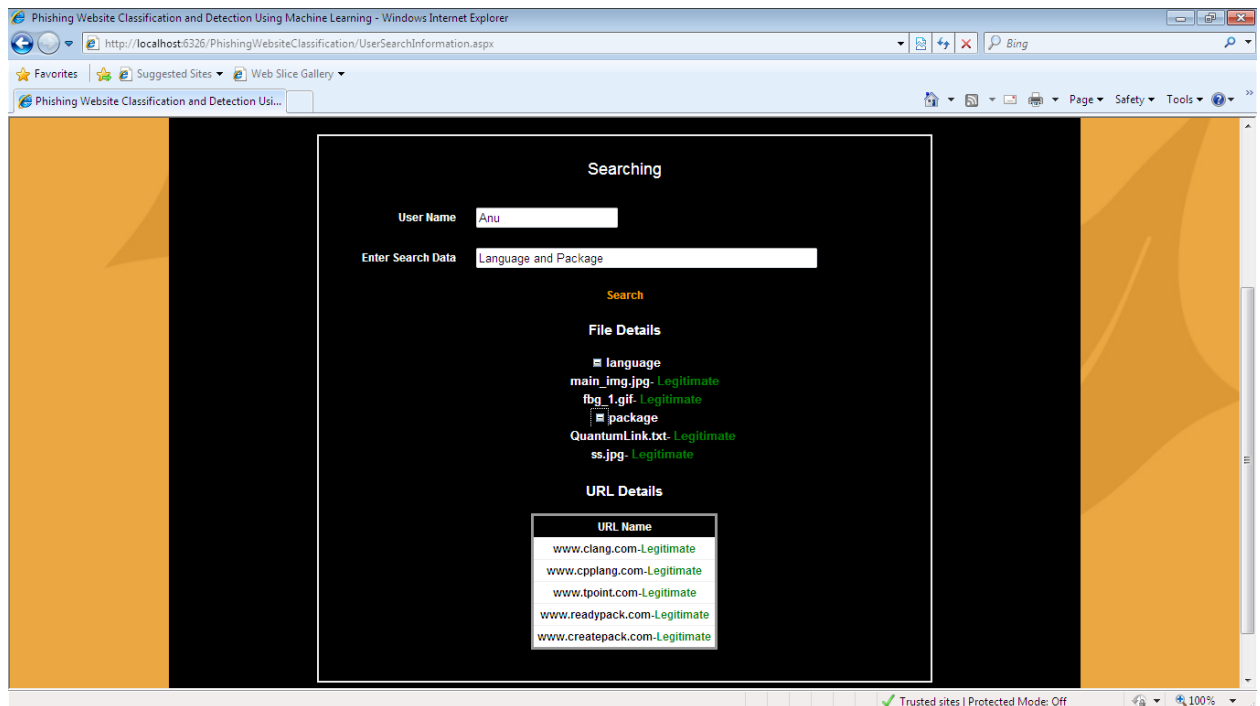 Phishing Website Classification and Detection Using Machine Learning - Windows Internet Explorer
http://localhost:6326/PhishingWebsiteClassification/UserSearchInformation.aspx
Bing
Favorites
Suggested Sites
Web Slice Gallery
Phishing Website Classification and Detection Usi...
Page
Safety
Tools
Searching
User Name
Anu
Enter Search Data
Language and Package
Search
File Details
language
main_img.jpg- Legitimate
fbg_1.gif- Legitimate
package
QuantumLink.txt- Legitimate
ss.jpg- Legitimate
URL Details
URL Name
www.clang.com-Legitimate
www.cpplang.com-Legitimate
www.tpoint.com-Legitimate
www.readypack.com-Legitimate
www.createpack.com-Legitimate
Trusted sites | Protected Mode: Off
100%